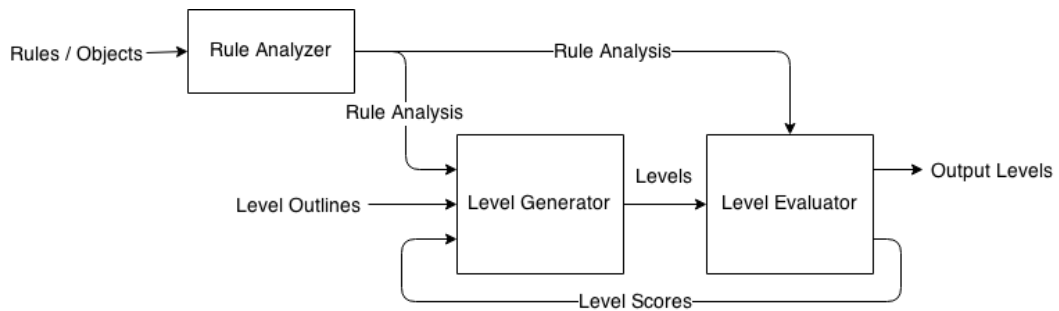 Rules / Objects
Rule Analyzer
Rule Analysis
Rule Analysis
Level Outlines
Level Generator
Levels
Level Evaluator
Output Levels
Level Scores